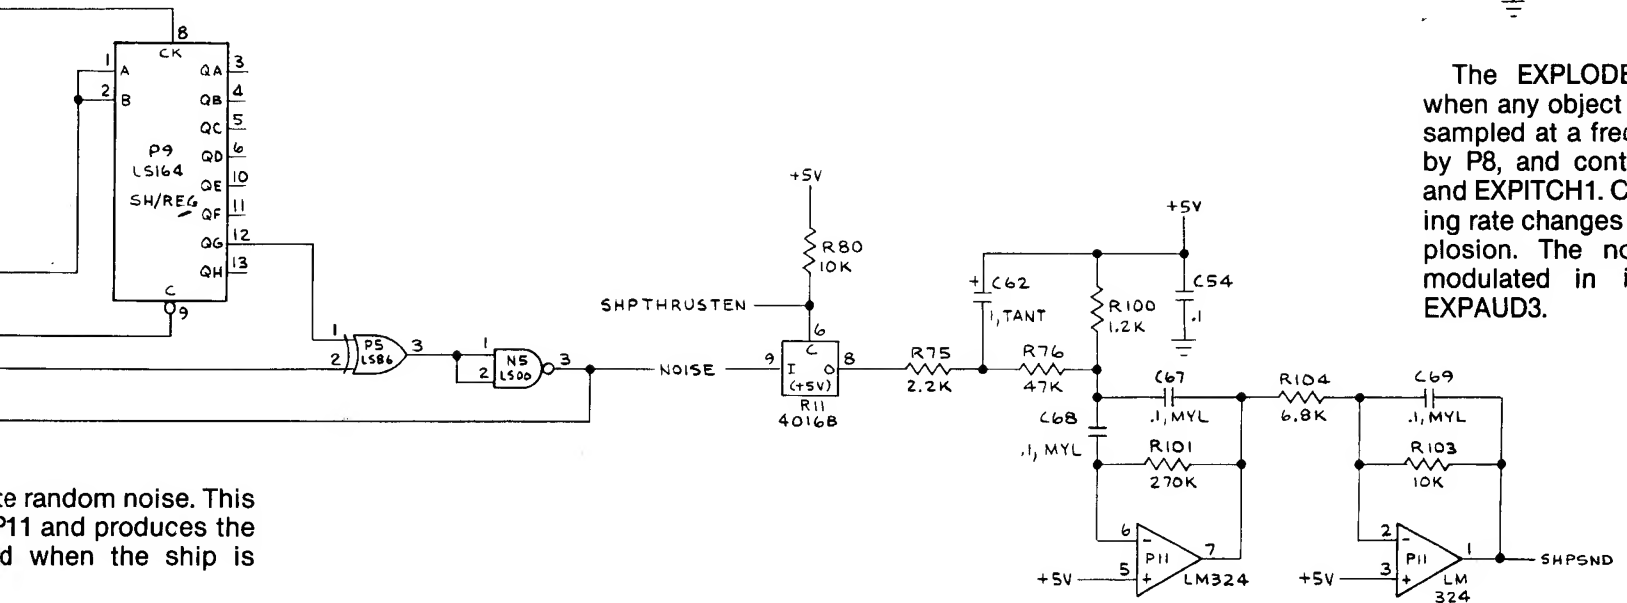 8
CK
1
A
QA
3
2
B
QB
4
QC
5
P9
LS164
SH/REG
QD
6
QE
10
QF
11
QG
12
QH
13
C
9
1
2
P5
LS86
3
1
2
N5
LS00
3
NOISE
+5V
R80
10K
SHPTHRUSTEN
6
C
9
I
O
8
(+5V)
R11
4016B
R75
2.2K
+
C62
1, TANT
R76
47K
+5V
R100
1.2K
C54
.1
C67
.1, MYL
C68
.1, MYL
R101
270K
6
-
P11
7
+5V
5
+
LM324
R104
6.8K
C69
.1, MYL
R103
10K
2
-
P11
1
SHPSND
+5V
3
+
LM
324
The EXPLODE
when any object
sampled at a fre
by P8, and cont
and EXPITCH1. C
ing rate changes
plosion. The no
modulated in i
EXPAUD3.
te random noise. This
P11 and produces the
d when the ship is